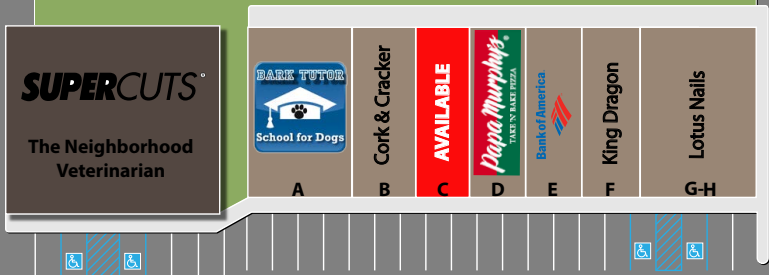 SUPERCUTS
The Neighborhood
Veterinarian
BARK TUTOR
School for Dogs
A
Cork & Cracker
B
AVAILABLE
C
Papa Murphy's
TAKE 'N' BAKE PIZZA
D
Bank of America
E
King Dragon
F
Lotus Nails
G-H